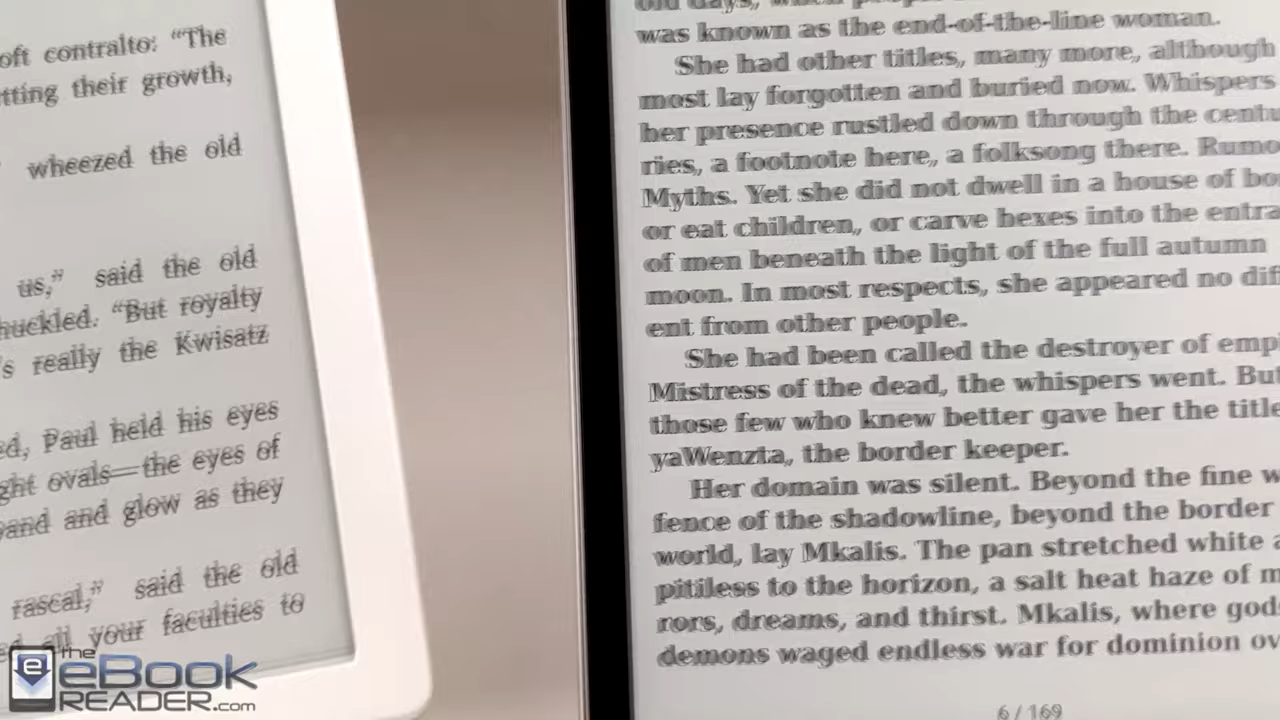 oft contralto: “The
tting their growth,
wheezed the old
us,” said the old
huckled. “But royalty
s really the Kwisatz
ed, Paul held his eyes
ght ovals—the eyes of
pand and glow as they
rascal,” said the old
ed all your faculties to
the
eBook
READER.com
old days, when people
was known as the end-of-the-line woman.
She had other titles, many more, although
most lay forgotten and buried now. Whispers
her presence rustled down through the centu
ries, a footnote here, a folksong there. Rumo
Myths. Yet she did not dwell in a house of bo
or eat children, or carve hexes into the entra
of men beneath the light of the full autumn
moon. In most respects, she appeared no dif
ent from other people.
She had been called the destroyer of emp
Mistress of the dead, the whispers went. But
those few who knew better gave her the title
yaWenzta, the border keeper.
Her domain was silent. Beyond the fine w
fence of the shadowline, beyond the border
world, lay Mkalis. The pan stretched white a
pitiless to the horizon, a salt heat haze of m
rors, dreams, and thirst. Mkalis, where god
demons waged endless war for dominion ov
6 / 169